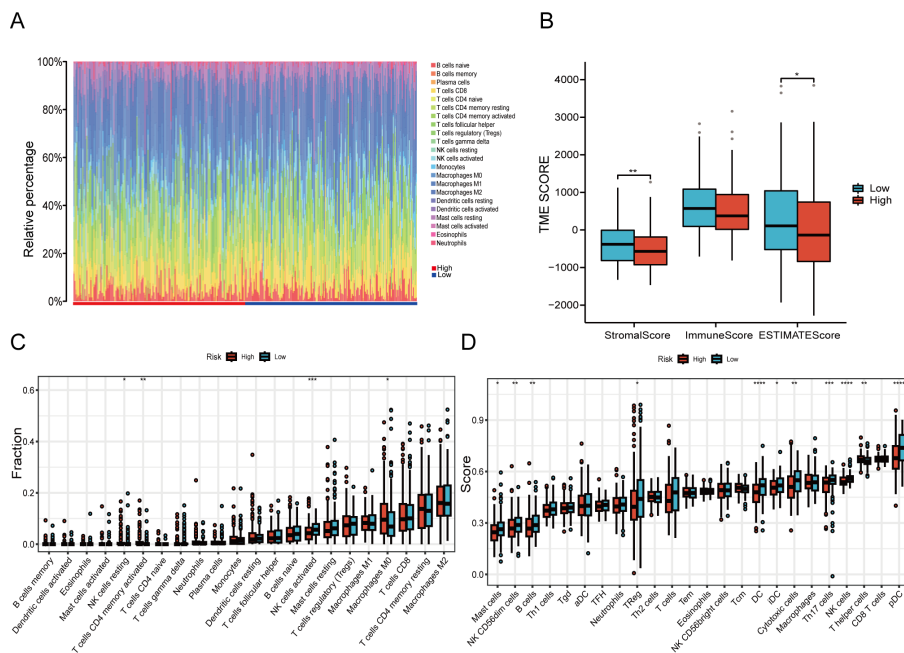 A
100%
80%
60%
40%
20%
0%
Relative percentage
B cells naive
B cells memory
Plasma cells
T cells CD8
T cells CD4 naive
T cells CD4 memory resting
T cells CD4 memory activated
T cells follicular helper
T cells regulatory (Tregs)
T cells gamma delta
NK cells resting
NK cells activated
Monocytes
Macrophages M0
Macrophages M1
Macrophages M2
Dendritic cells resting
Dendritic cells activated
Mast cells resting
Mast cells activated
Eosinophils
Neutrophils
High
Low
B
4000
3000
2000
1000
0
−1000
−2000
TME SCORE
**
*
StromalScore
ImmuneScore
ESTIMATEScore
Low
High
C
Risk
High
Low
0.6
0.4
0.2
0.0
Fraction
*
**
***
*
B cells memory
Dendritic cells activated
Eosinophils
Mast cells activated
NK cells resting
T cells CD4 memory activated
T cells CD4 naive
T cells gamma delta
Neutrophils
Plasma cells
Monocytes
Dendritic cells resting
T cells follicular helper
B cells naive
NK cells activated
Mast cells resting
T cells regulatory (Tregs)
Macrophages M1
Macrophages M0
T cells CD8
T cells CD4 memory resting
Macrophages M2
D
Risk
High
Low
0.9
0.6
0.3
0.0
Score
*
**
**
*
****
*
**
***
****
**
****
Mast cells
NK CD56dim cells
B cells
Th1 cells
Tgd
aDC
TFH
Neutrophils
TReg
Th2 cells
T cells
Tem
Eosinophils
NK CD56bright cells
Tcm
DC
iDC
Cytotoxic cells
Macrophages
Th17 cells
NK cells
T helper cells
CD8 T cells
pDC